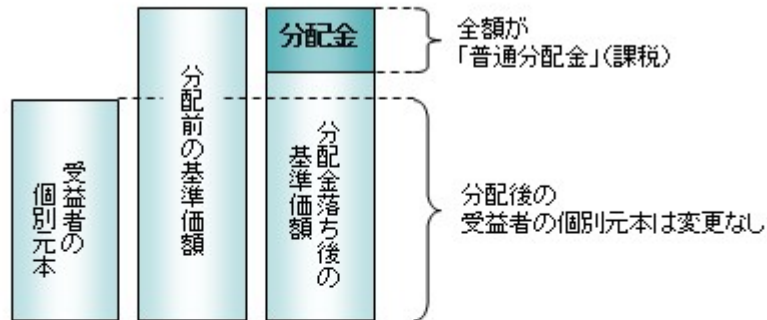 受益者の
個別元本
分配前の基準価額
分配金
分配金落ち後の
基準価額
全額が
「普通分配金」(課税)
分配後の
受益者の個別元本は変更なし